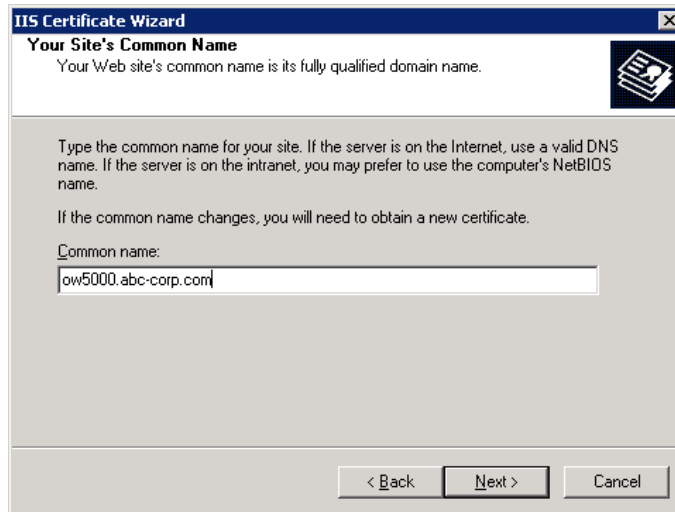 IIS Certificate Wizard
Your Site's Common Name
Your Web site's common name is its fully qualified domain name.
Type the common name for your site. If the server is on the Internet, use a valid DNS
name. If the server is on the intranet, you may prefer to use the computer's NetBIOS
name.
If the common name changes, you will need to obtain a new certificate.
Common name:
ow5000.abc-corp.com
< Back Next > Cancel